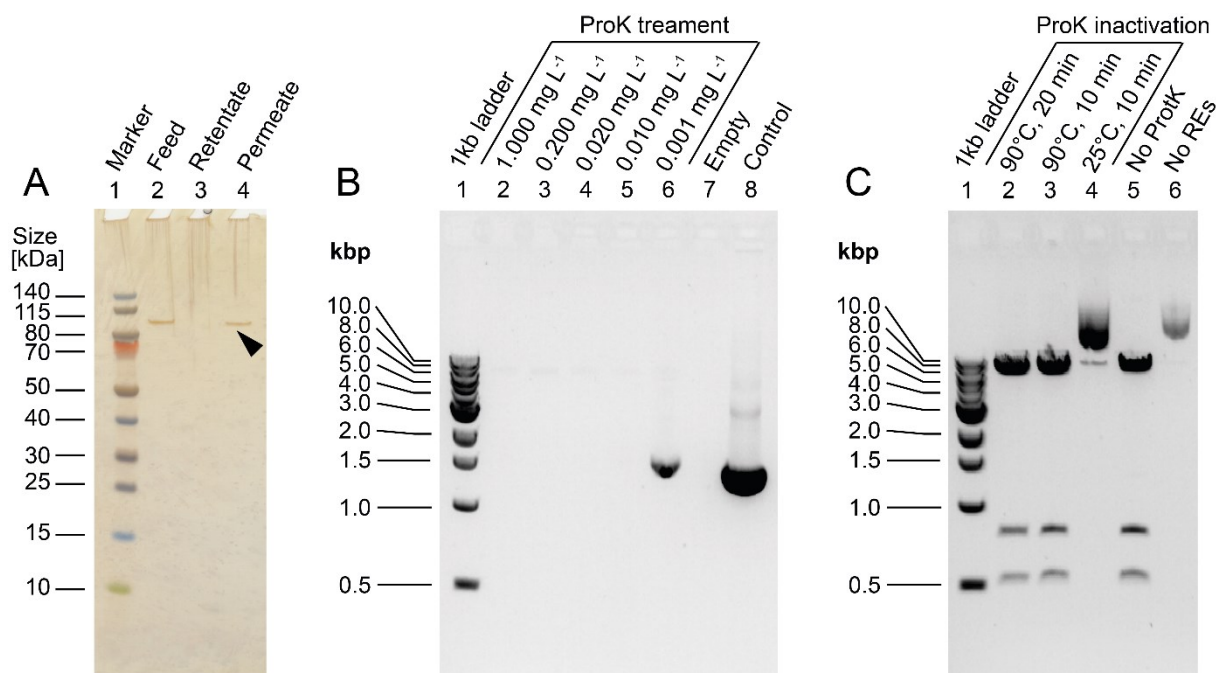 ProK treament
ProK inactivation
1kb ladder
1.000 mg L⁻¹
0.200 mg L⁻¹
0.020 mg L⁻¹
0.010 mg L⁻¹
0.001 mg L⁻¹
Empty
Control
1kb ladder
90°C, 20 min
90°C, 10 min
25°C, 10 min
No ProtK
No REs
Marker
Feed
Retentate
Permeate
A
1 2 3 4
B
1 2 3 4 5 6 7 8
C
1 2 3 4 5 6
Size
[kDa]
140
115
80
70
50
40
30
25
15
10
kbp
10.0
8.0
6.0
5.0
4.0
3.0
2.0
1.5
1.0
0.5
kbp
10.0
8.0
6.0
5.0
4.0
3.0
2.0
1.5
1.0
0.5